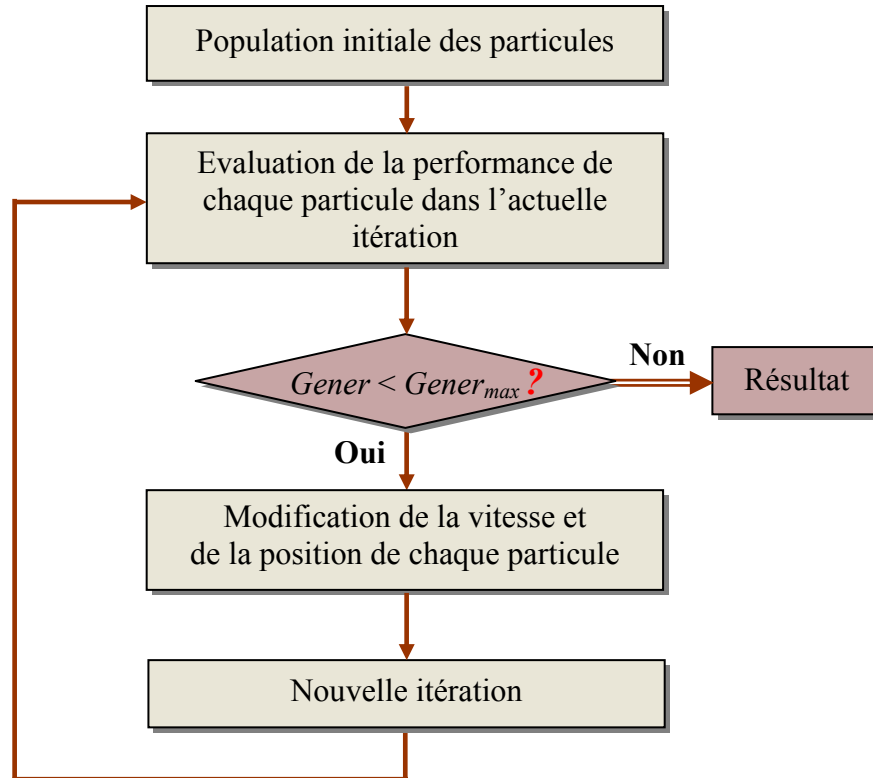 Population initiale des particules
Evaluation de la performance de
chaque particule dans l’actuelle
itération
Gener < Genermax ?
Non
Résultat
Oui
Modification de la vitesse et
de la position de chaque particule
Nouvelle itération